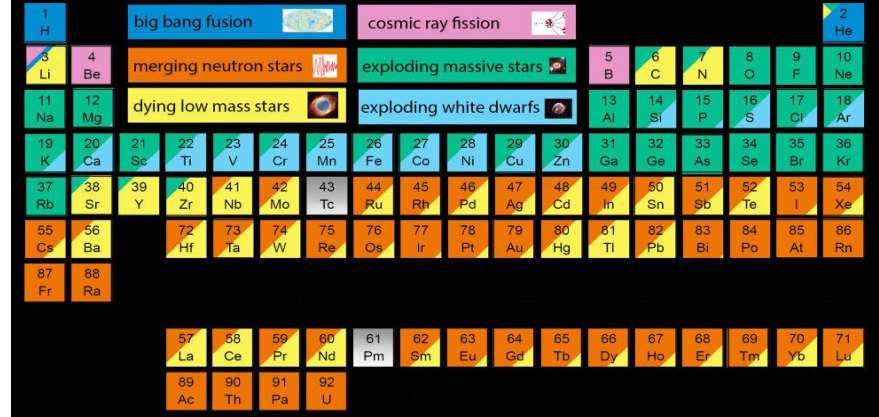 1 big bang fusion cosmic ray fission 2
H He
3 4 merging neutron stars exploding massive stars 5 6 7 8 9 10
Li Be B C N O F Ne
11 12 dying low mass stars exploding white dwarfs 13 14 15 16 17 18
Na Mg Al Si P S Cl Ar
19 20 21 22 23 24 25 26 27 28 29 30 31 32 33 34 35 36
K Ca Sc Ti V Cr Mn Fe Co Ni Cu Zn Ga Ge As Se Br Kr
37 38 39 40 41 42 43 44 45 46 47 48 49 50 51 52 53 54
Rb Sr Y Zr Nb Mo Tc Ru Rh Pd Ag Cd In Sn Sb Te I Xe
55 56 72 73 74 75 76 77 78 79 80 81 82 83 84 85 86
Cs Ba Hf Ta W Re Os Ir Pt Au Hg Tl Pb Bi Po At Rn
87 88
Fr Ra
57 58 59 60 61 62 63 64 65 66 67 68 69 70 71
La Ce Pr Nd Pm Sm Eu Gd Tb Dy Ho Er Tm Yb Lu
89 90 91 92
Ac Th Pa U